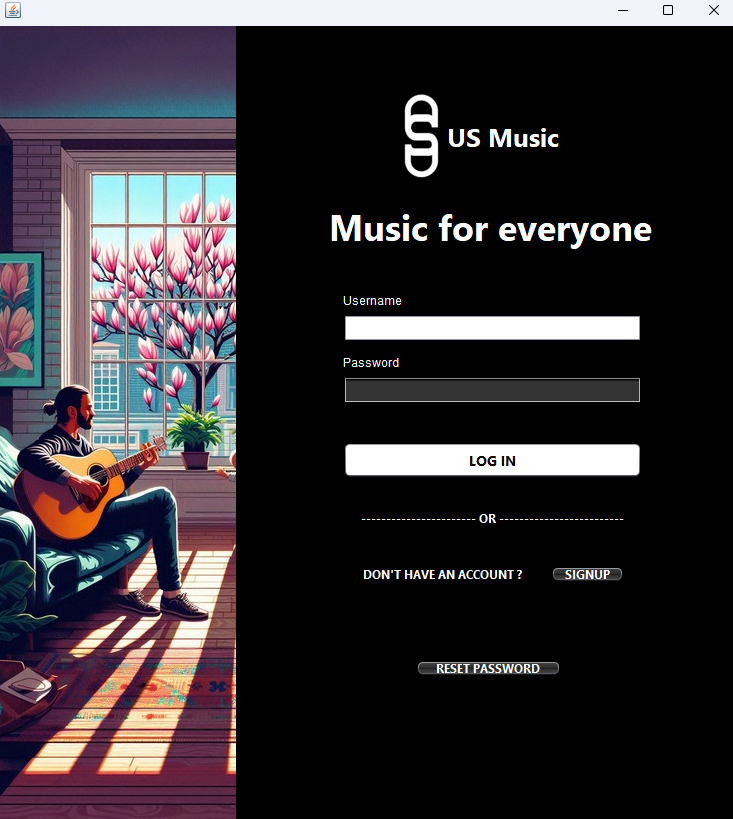 US Music
Music for everyone
Username
Password
LOG IN
----------------------- OR -------------------------
DON'T HAVE AN ACCOUNT ? SIGNUP
RESET PASSWORD